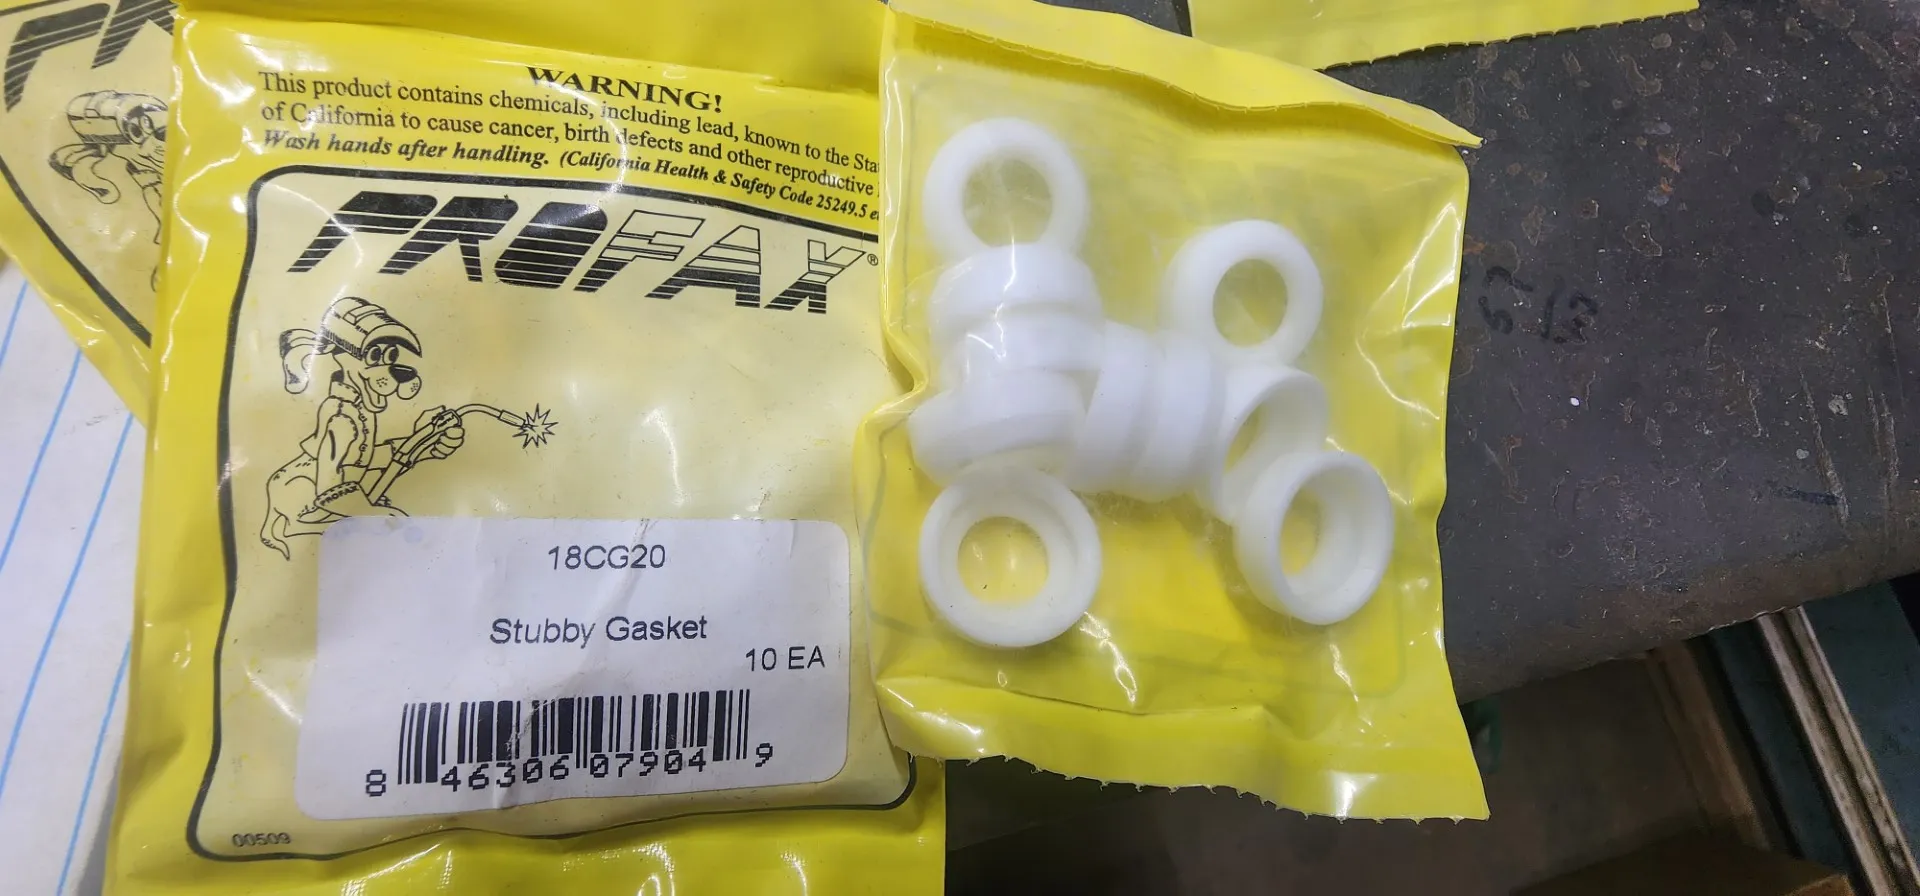 WARNING!
This product contains chemicals, including lead, known to the
of California to cause cancer, birth defects and other reproductive
Wash hands after handling. (California Health & Safety Code 25249.5
PROFAX®
PROFAX
18CG20
Stubby Gasket
10 EA
8 46306 07904 9
00509